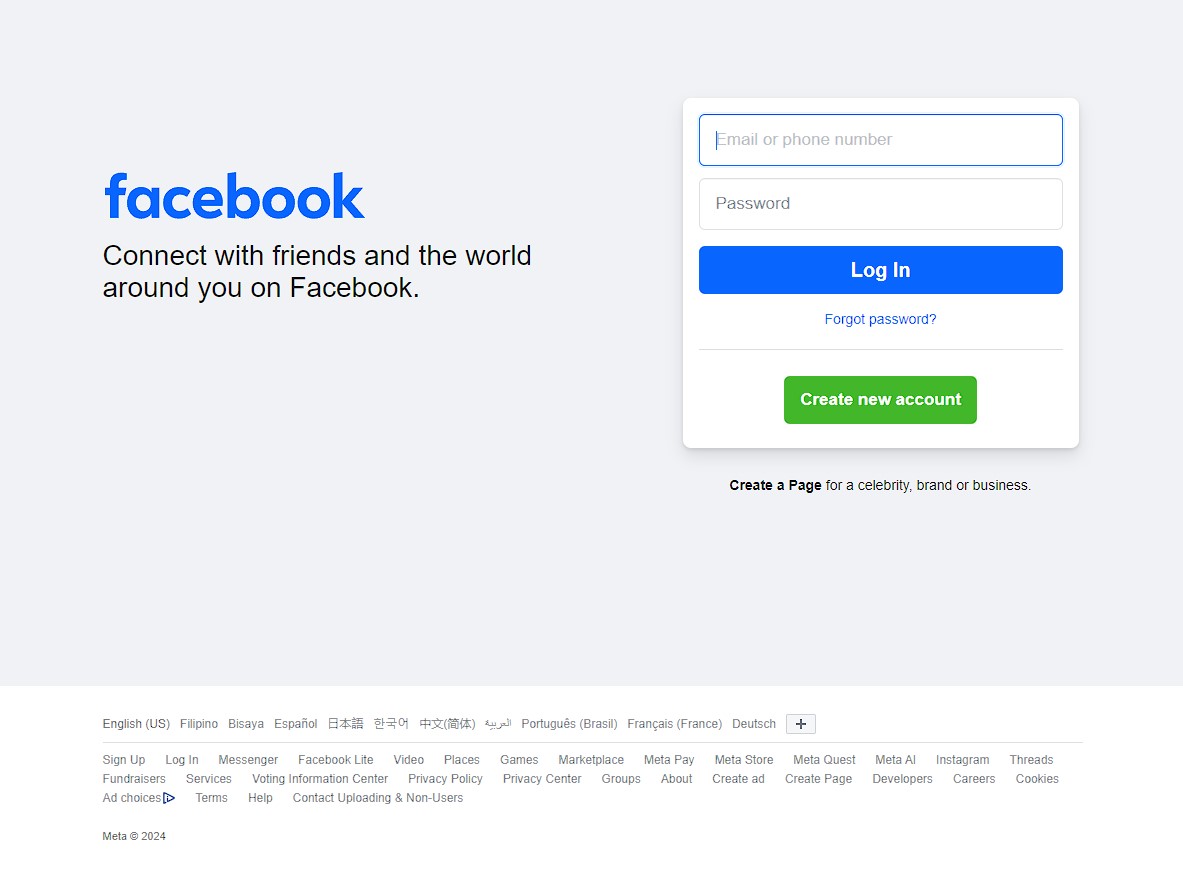 facebook
Connect with friends and the world
around you on Facebook.
Email or phone number
Password
Log In
Forgot password?
Create new account
Create a Page for a celebrity, brand or business.
English (US) Filipino Bisaya Español 日本語 한국어 中文(简体) العربية Português (Brasil) Français (France) Deutsch +
Sign Up Log In Messenger Facebook Lite Video Places Games Marketplace Meta Pay Meta Store Meta Quest Meta AI Instagram Threads
Fundraisers Services Voting Information Center Privacy Policy Privacy Center Groups About Create ad Create Page Developers Careers Cookies
Ad choices Terms Help Contact Uploading & Non-Users
Meta © 2024